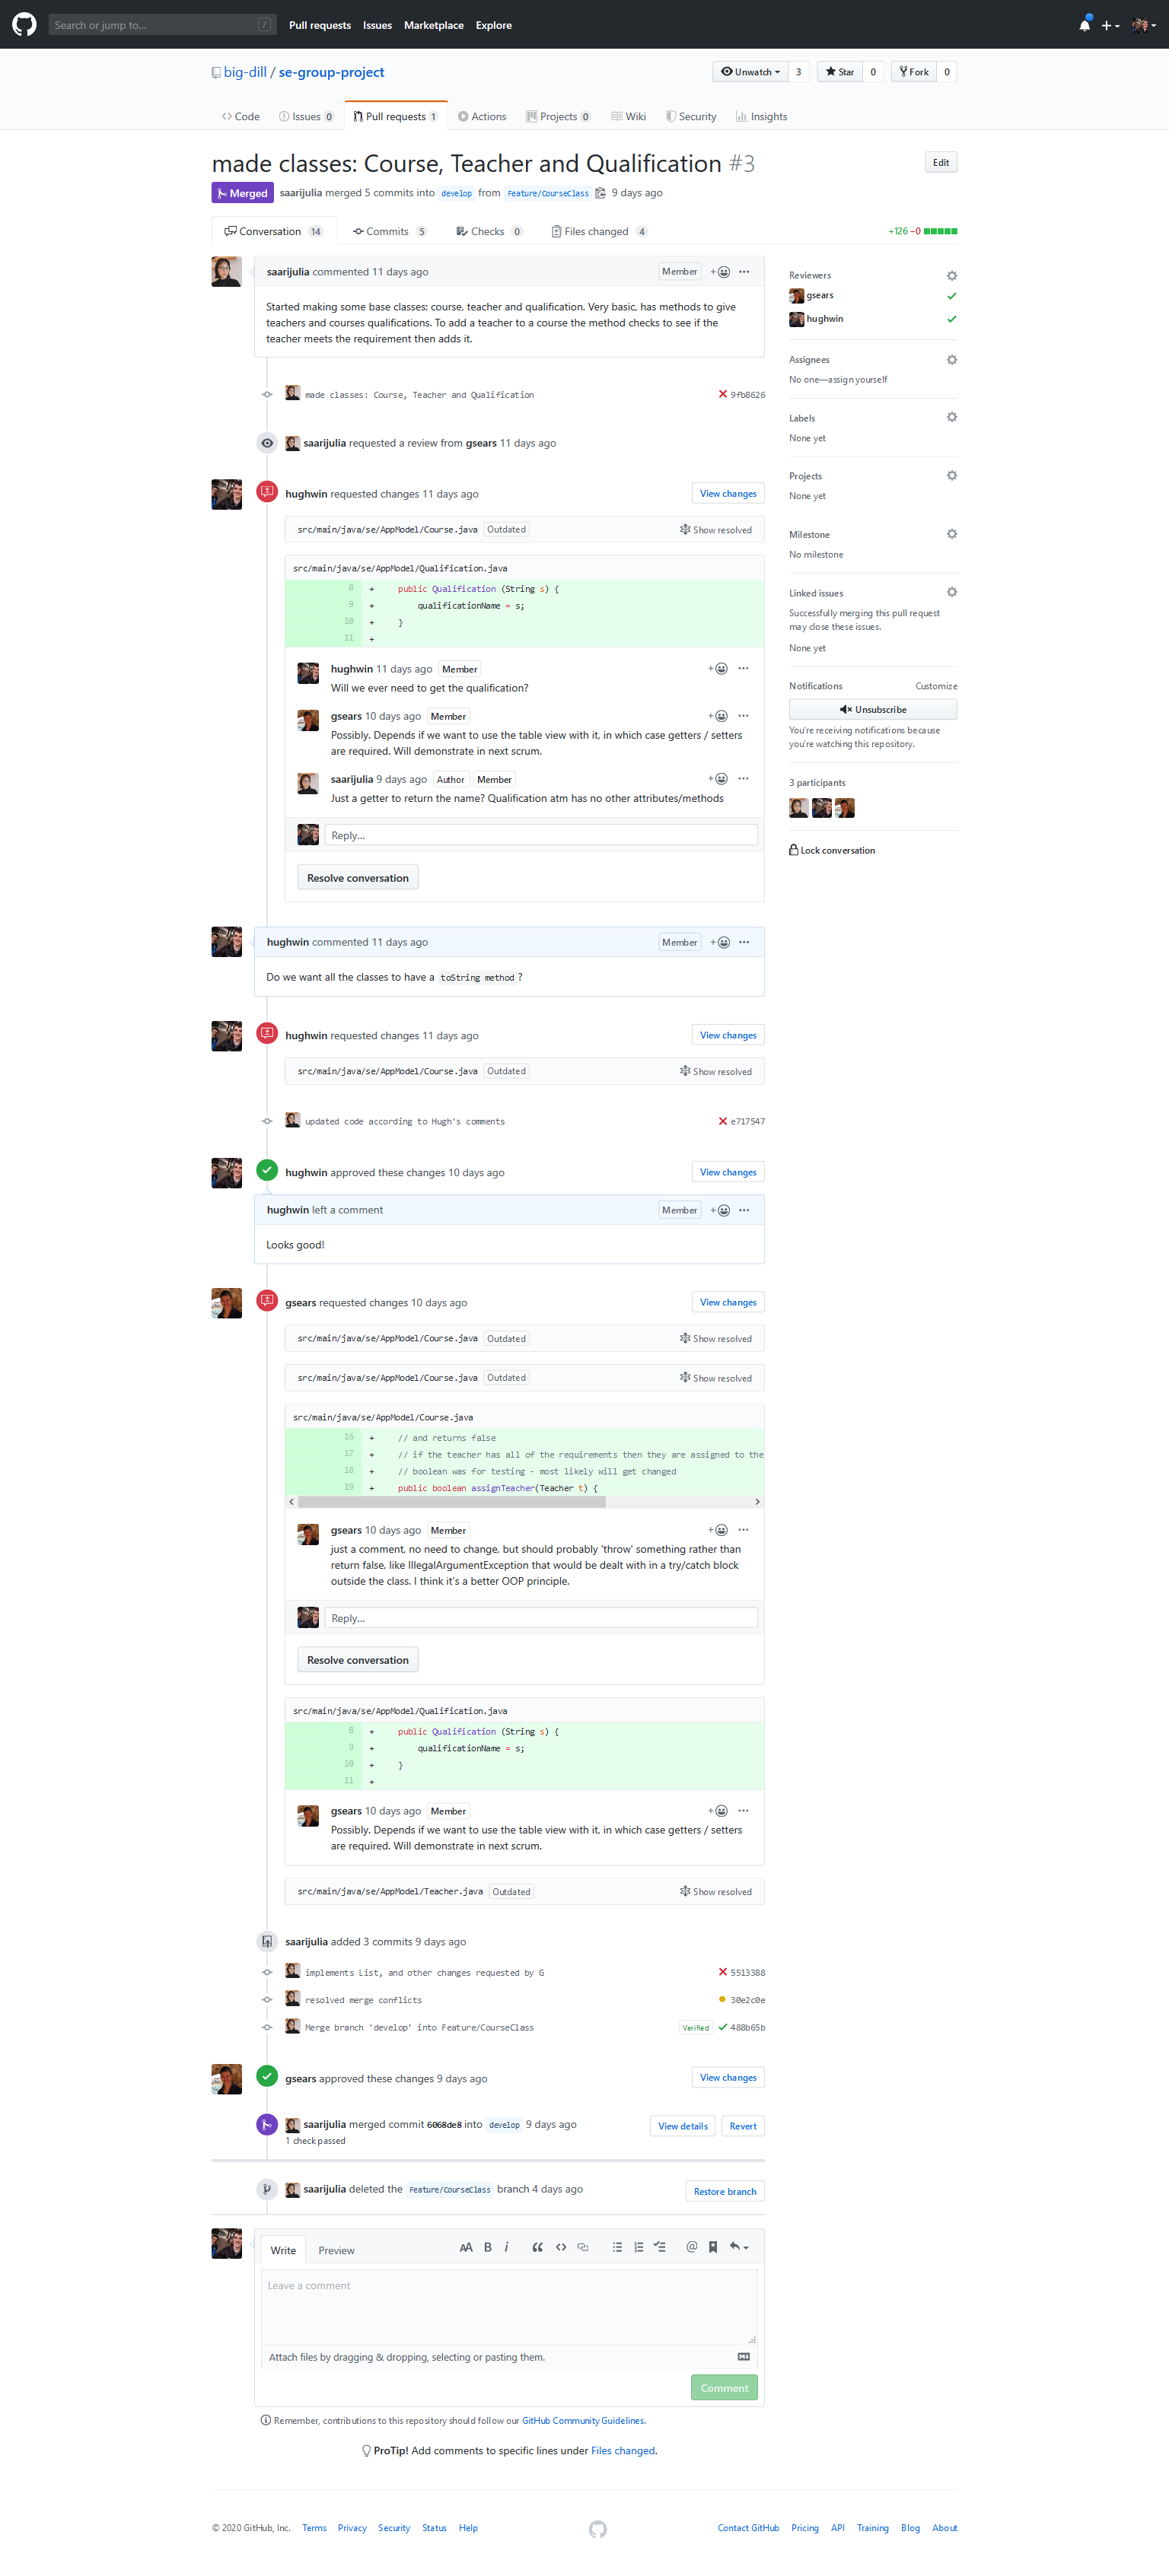 Search or jump to... /
Pull requests Issues Marketplace Explore
big-dill / se-group-project
Unwatch 3 Star 0 Fork 0
Code Issues 0 Pull requests 1 Actions Projects 0 Wiki Security Insights
made classes: Course, Teacher and Qualification #3
Edit
Merged saarijulia merged 5 commits into develop from Feature/CourseClass 9 days ago
Conversation 14 Commits 5 Checks 0 Files changed 4
+126 −0
saarijulia commented 11 days ago Member
Started making some base classes: course, teacher and qualification. Very basic, has methods to give
teachers and courses qualifications. To add a teacher to a course the method checks to see if the
teacher meets the requirement then adds it.
made classes: Course, Teacher and Qualification 9fb8626
saarijulia requested a review from gsears 11 days ago
hughwin requested changes 11 days ago View changes
src/main/java/se/AppModel/Course.java Outdated Show resolved
src/main/java/se/AppModel/Qualification.java
8 + public Qualification (String s) {
9 + qualificationName = s;
10 + }
11 +
hughwin 11 days ago Member
Will we ever need to get the qualification?
gsears 10 days ago Member
Possibly. Depends if we want to use the table view with it, in which case getters / setters
are required. Will demonstrate in next scrum.
saarijulia 9 days ago Author Member
Just a getter to return the name? Qualification atm has no other attributes/methods
Reply...
Resolve conversation
hughwin commented 11 days ago Member
Do we want all the classes to have a toString method ?
hughwin requested changes 11 days ago View changes
src/main/java/se/AppModel/Course.java Outdated Show resolved
updated code according to Hugh's comments e717547
hughwin approved these changes 10 days ago View changes
hughwin left a comment Member
Looks good!
gsears requested changes 10 days ago View changes
src/main/java/se/AppModel/Course.java Outdated Show resolved
src/main/java/se/AppModel/Course.java Outdated Show resolved
src/main/java/se/AppModel/Course.java
16 + // and returns false
17 + // if the teacher has all of the requirements then they are assigned to the
18 + // boolean was for testing - most likely will get changed
19 + public boolean assignTeacher(Teacher t) {
gsears 10 days ago Member
just a comment, no need to change, but should probably 'throw' something rather than
return false, like IllegalArgumentException that would be dealt with in a try/catch block
outside the class. I think it's a better OOP principle.
Reply...
Resolve conversation
src/main/java/se/AppModel/Qualification.java
8 + public Qualification (String s) {
9 + qualificationName = s;
10 + }
11 +
gsears 10 days ago Member
Possibly. Depends if we want to use the table view with it, in which case getters / setters
are required. Will demonstrate in next scrum.
src/main/java/se/AppModel/Teacher.java Outdated Show resolved
saarijulia added 3 commits 9 days ago
implements List, and other changes requested by G 5513388
resolved merge conflicts 30e2c0e
Merge branch 'develop' into Feature/CourseClass Verified 488b65b
gsears approved these changes 9 days ago View changes
saarijulia merged commit 6068de8 into develop 9 days ago View details Revert
1 check passed
saarijulia deleted the Feature/CourseClass branch 4 days ago Restore branch
Write Preview AA B i
Leave a comment
Attach files by dragging & dropping, selecting or pasting them.
Comment
Remember, contributions to this repository should follow our GitHub Community Guidelines.
ProTip! Add comments to specific lines under Files changed.
Reviewers
gsears
hughwin
Assignees
No one—assign yourself
Labels
None yet
Projects
None yet
Milestone
No milestone
Linked issues
Successfully merging this pull request
may close these issues.
None yet
Notifications Customize
Unsubscribe
You're receiving notifications because
you're watching this repository.
3 participants
Lock conversation
© 2020 GitHub, Inc. Terms Privacy Security Status Help
Contact GitHub Pricing API Training Blog About